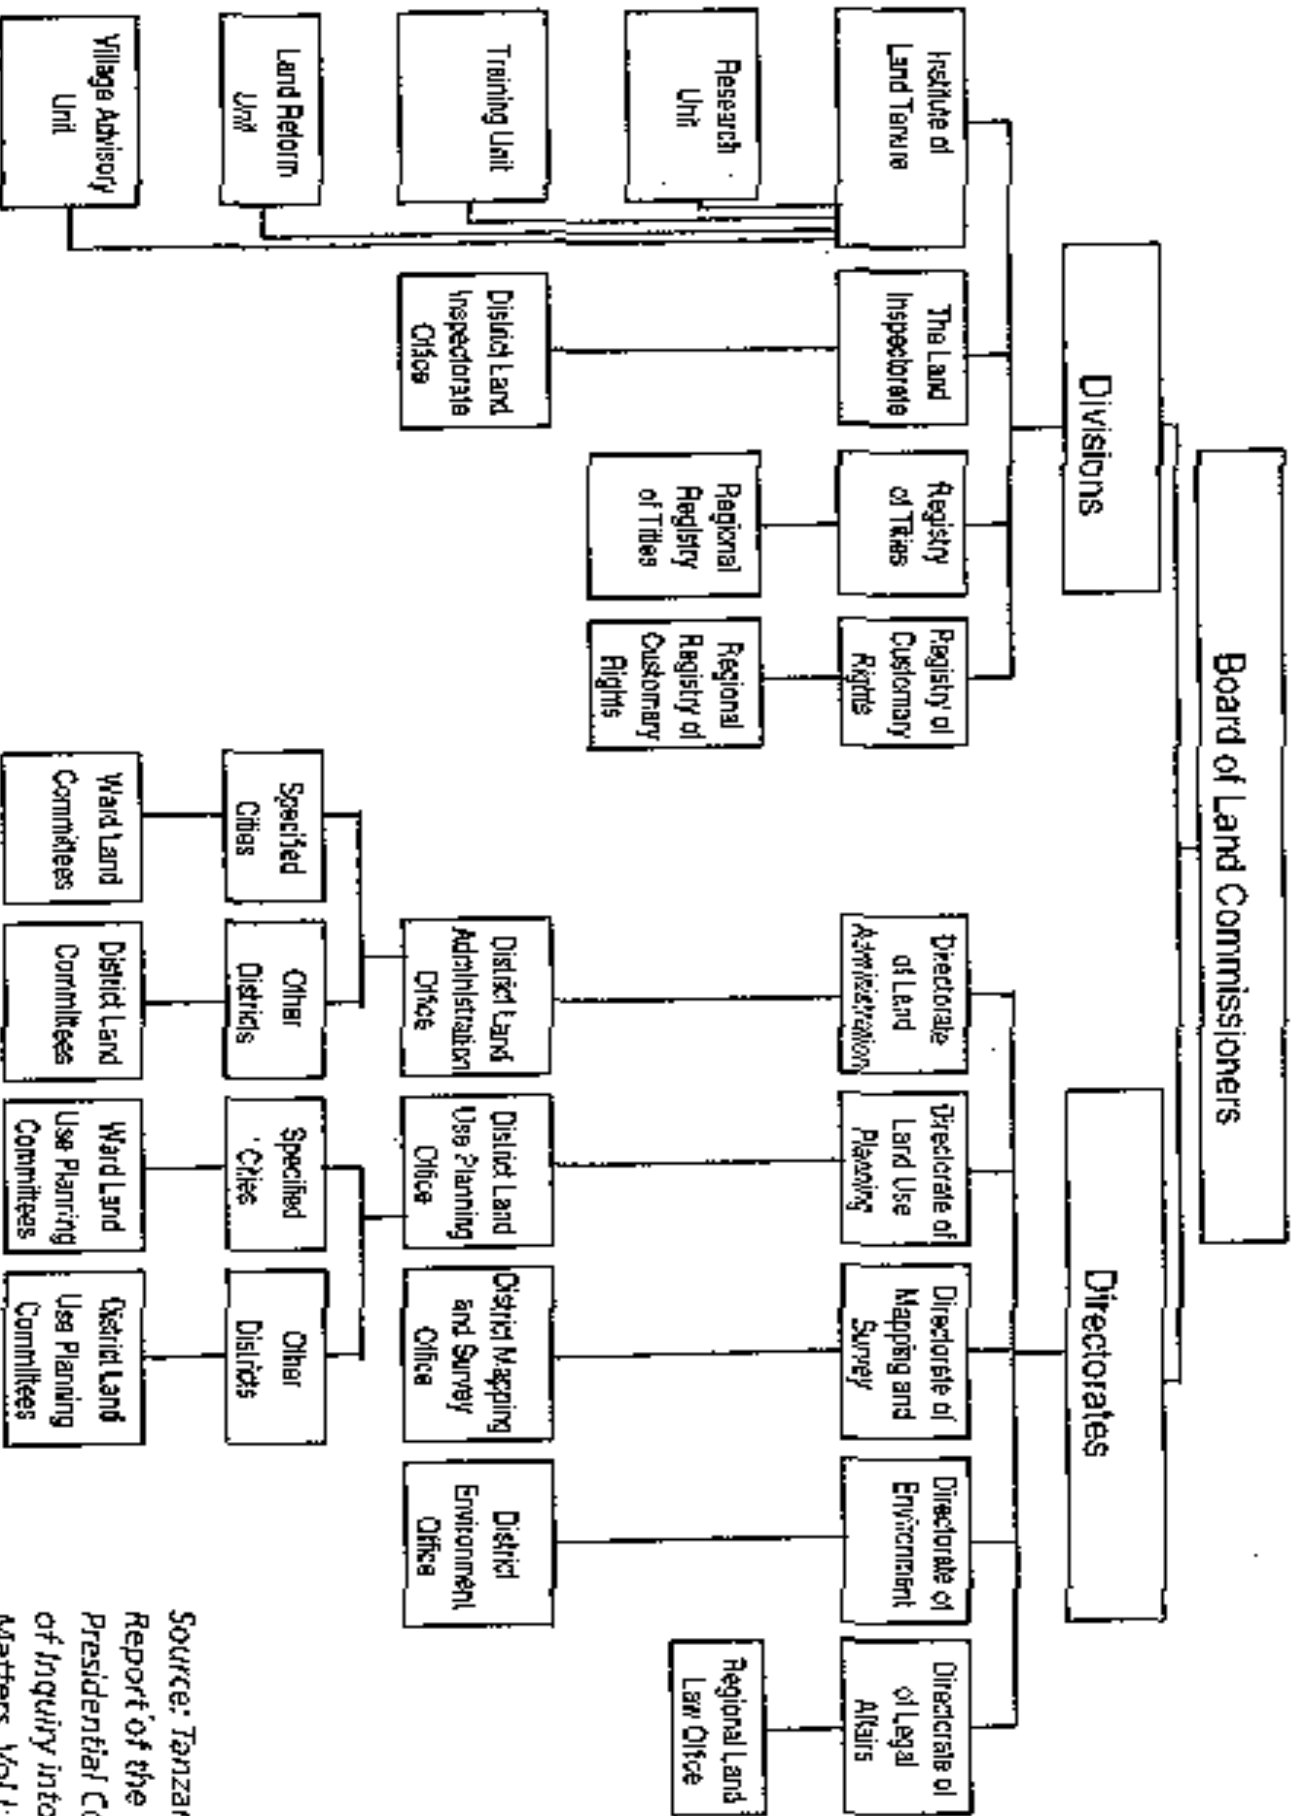 Board of Land Commissioners
Divisions
Directorates
Institute of
Land Tenure
The Land
Inspectorate
Registry
of Titles
Registry of
Customary
Rights
Directorate
of Land
Administration
Directorate of
Land Use
Planning
Directorate of
Mapping and
Survey
Directorate of
Environment
Directorate of
of Legal
Affairs
Research
Unit
Regional
Registry
of Titles
Regional
Registry of
Customary
Rights
Regional Land
Law Office
Training Unit
District Land
Inspectorate
Office
District Land
Administration
Office
District Land
Use Planning
Office
District Mapping
and Survey
Office
District
Environment
Office
Land Reform
Unit
Specified
Cities
Other
Districts
Specified
Cities
Other
Districts
Village Advisory
Unit
Ward Land
Committees
District Land
Committees
Ward Land
Use Planning
Committees
District Land
Use Planning
Committees
Source: Tanzan
Report of the
Presidential Co
of Inquiry into